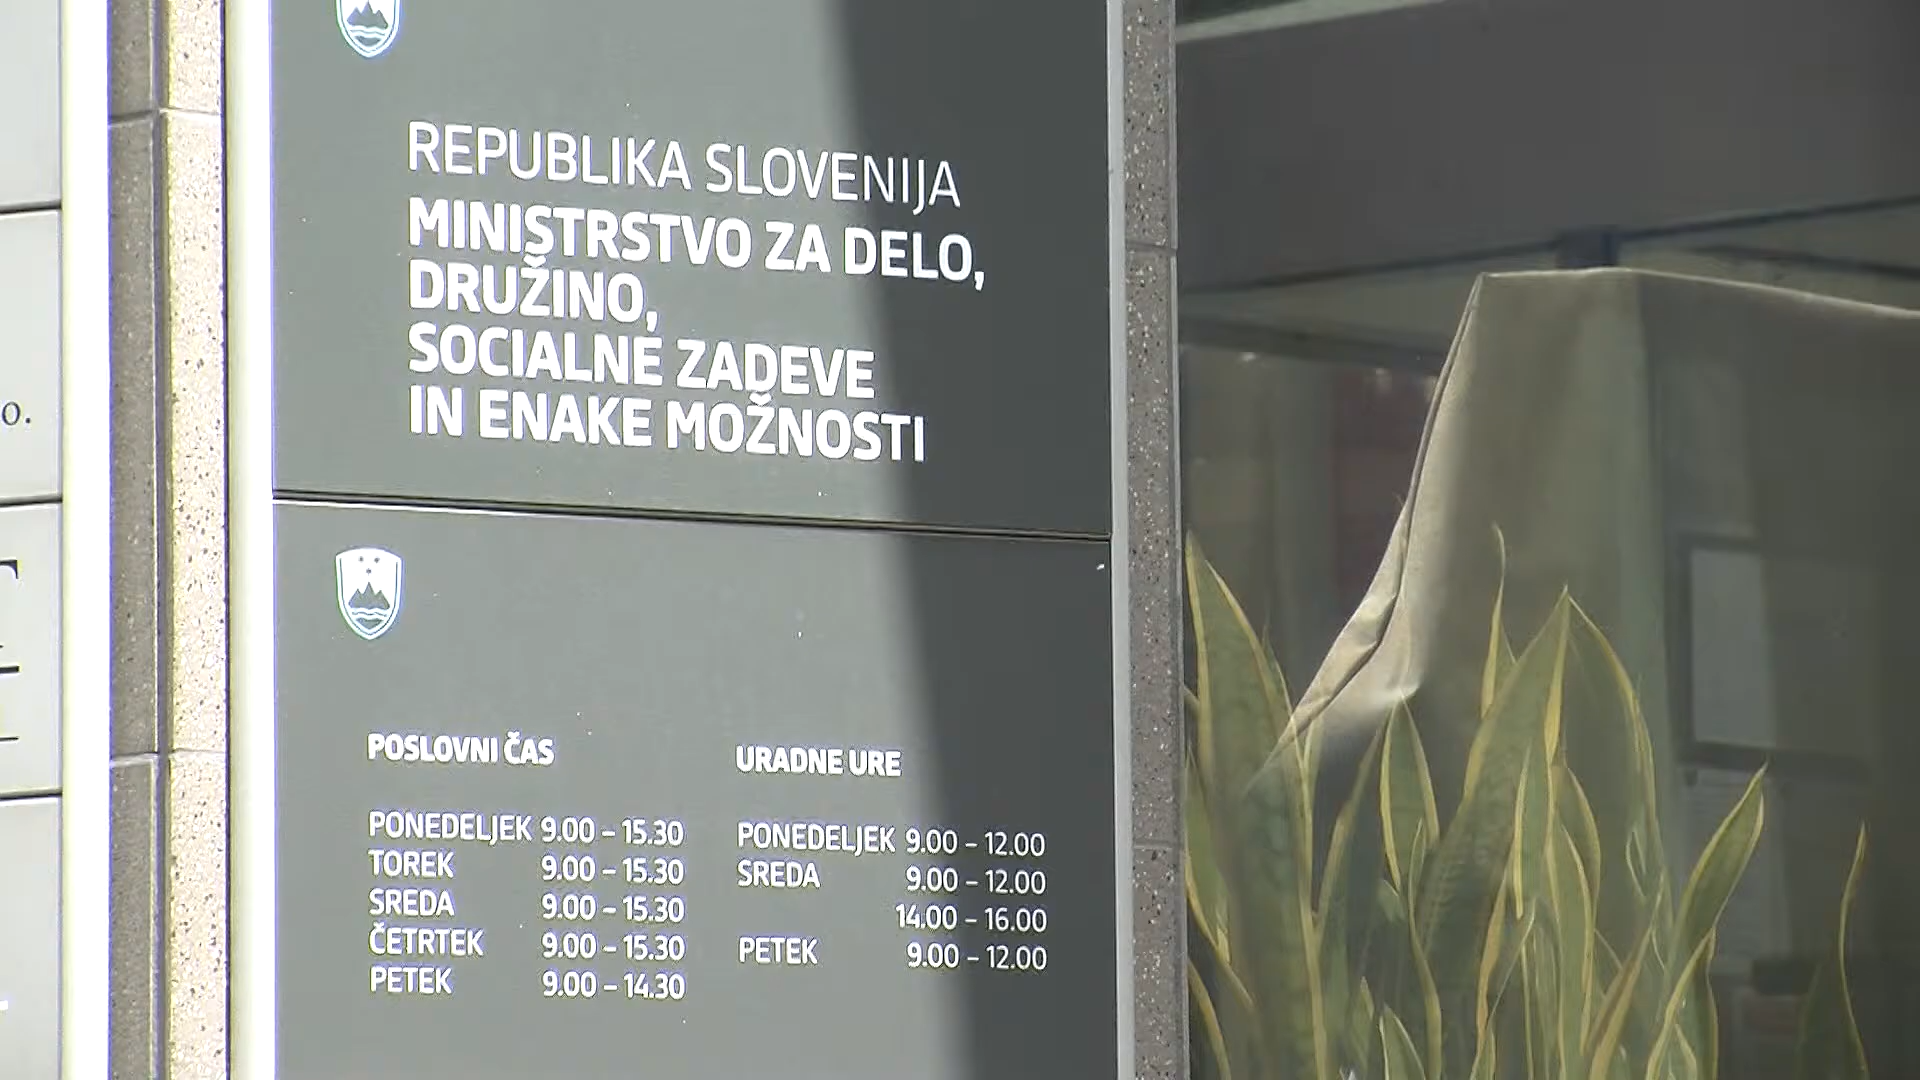 REPUBLIKA SLOVENIJA
MINISTRSTVO ZA DELO,
DRUŽINO,
SOCIALNE ZADEVE
IN ENAKE MOŽNOSTI
POSLOVNI ČAS
PONEDELJEK 9.00 – 15.30
TOREK 9.00 – 15.30
SREDA 9.00 – 15.30
ČETRTEK 9.00 – 15.30
PETEK 9.00 – 14.30
URADNE URE
PONEDELJEK 9.00 – 12.00
SREDA 9.00 – 12.00
14.00 – 16.00
PETEK 9.00 – 12.00
o.